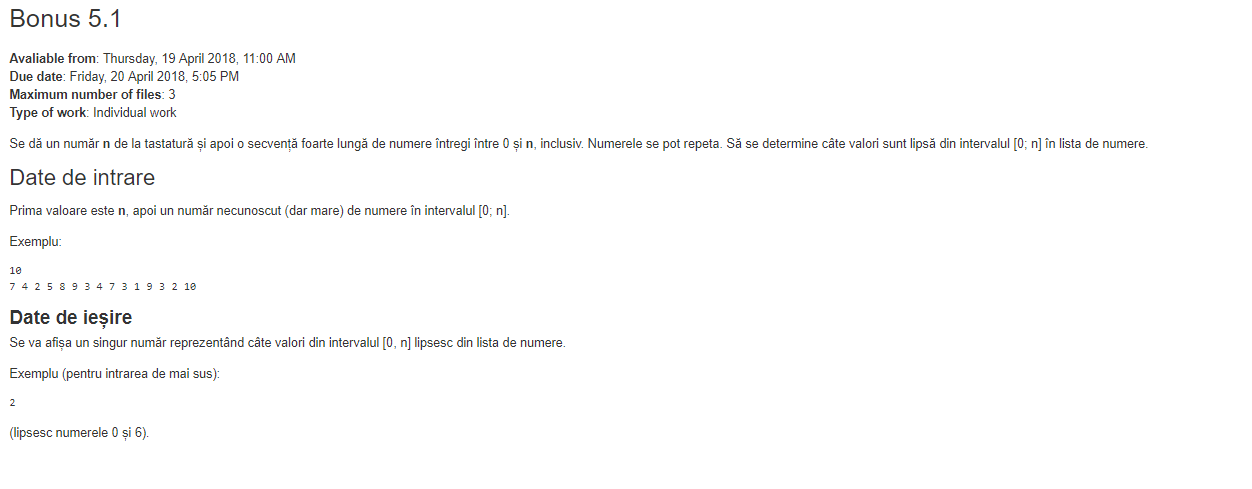 Bonus 5.1
Avaliable from: Thursday, 19 April 2018, 11:00 AM
Due date: Friday, 20 April 2018, 5:05 PM
Maximum number of files: 3
Type of work: Individual work
Se dă un număr n de la tastatură și apoi o secvență foarte lungă de numere întregi între 0 și n, inclusiv. Numerele se pot repeta. Să se determine câte valori sunt lipsă din intervalul [0; n] în lista de numere.
Date de intrare
Prima valoare este n, apoi un număr necunoscut (dar mare) de numere în intervalul [0; n].
Exemplu:
10
7 4 2 5 8 9 3 4 7 3 1 9 3 2 10
Date de ieșire
Se va afișa un singur număr reprezentând câte valori din intervalul [0, n] lipsesc din lista de numere.
Exemplu (pentru intrarea de mai sus):
2
(lipsesc numerele 0 și 6).